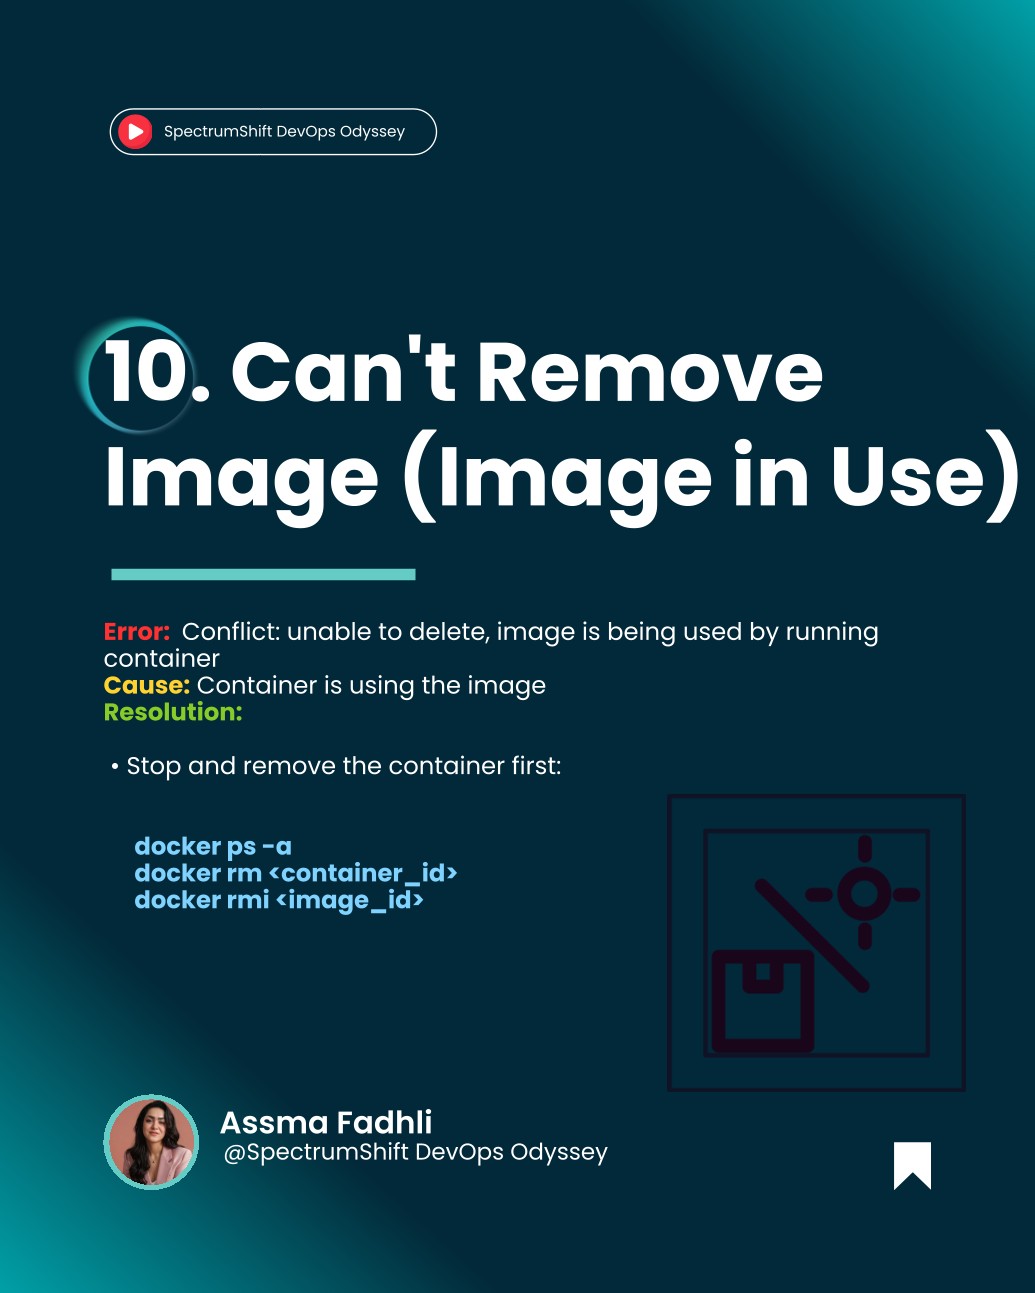 SpectrumShift DevOps Odyssey
10. Can't Remove
Image (Image in Use)
Error:  Conflict: unable to delete, image is being used by running
container
Cause: Container is using the image
Resolution:
• Stop and remove the container first:
docker ps -a
docker rm <container_id>
docker rmi <image_id>
Assma Fadhli
@SpectrumShift DevOps Odyssey